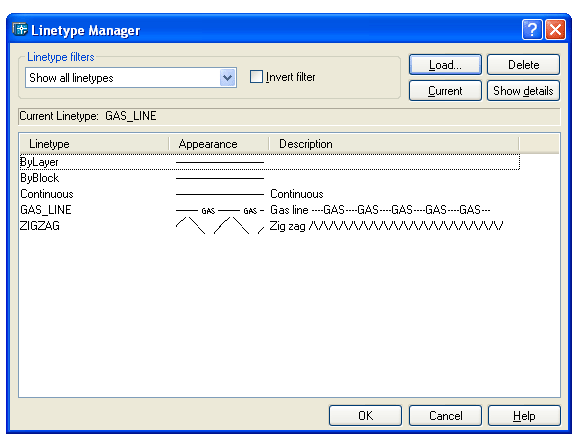 Linetype Manager
Linetype filters
Show all linetypes
Invert filter
Load...
Delete
Current
Show details
Current Linetype: GAS_LINE
Linetype Appearance Description
ByLayer
ByBlock
Continuous Continuous
GAS_LINE GAS GAS Gas line ----GAS----GAS----GAS----GAS----GAS---
ZIGZAG Zig zag /\/\/\/\/\/\/\/\/\/\/\/\/\/\/\/\/\/\/\/\/\/\/
OK Cancel Help